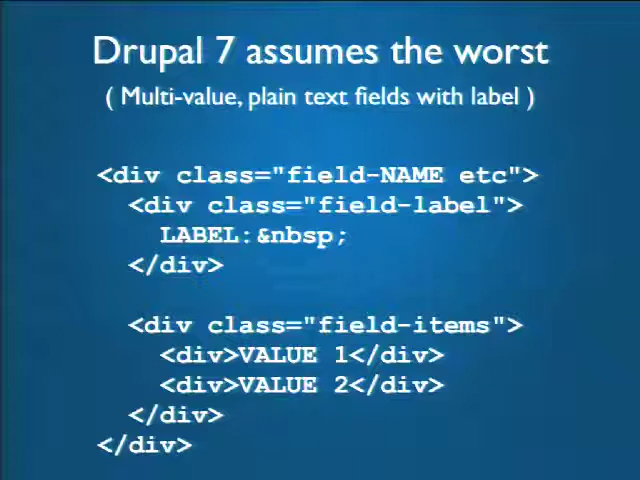 Drupal 7 assumes the worst
( Multi-value, plain text fields with label )
<div class="field-NAME etc">
<div class="field-label">
LABEL:&nbsp;
</div>
<div class="field-items">
<div>VALUE 1</div>
<div>VALUE 2</div>
</div>
</div>